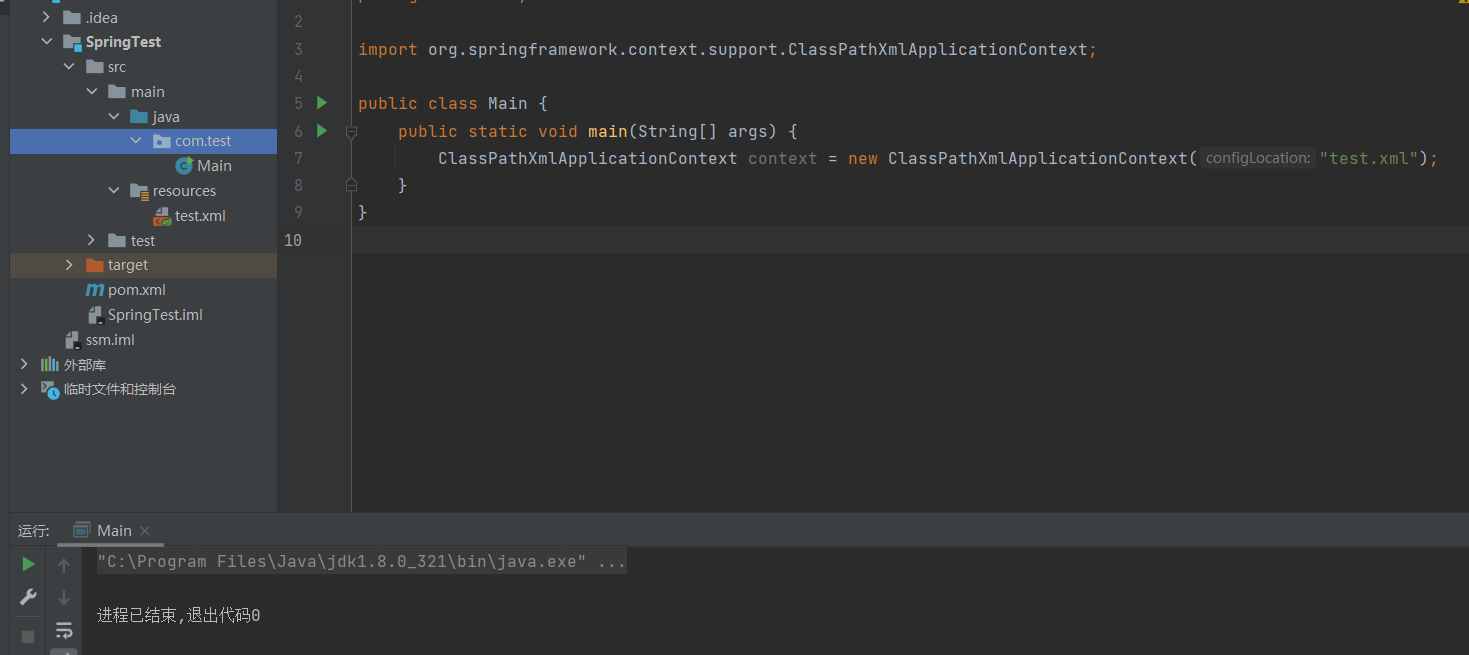 .idea
SpringTest
src
main
java
com.test
Main
resources
test.xml
test
target
pom.xml
SpringTest.iml
ssm.iml
外部库
临时文件和控制台
2
3 import org.springframework.context.support.ClassPathXmlApplicationContext;
4
5 public class Main {
6 public static void main(String[] args) {
7 ClassPathXmlApplicationContext context = new ClassPathXmlApplicationContext( configLocation: "test.xml");
8 }
9 }
10
运行: Main
"C:\Program Files\Java\jdk1.8.0_321\bin\java.exe" ...
进程已结束,退出代码0